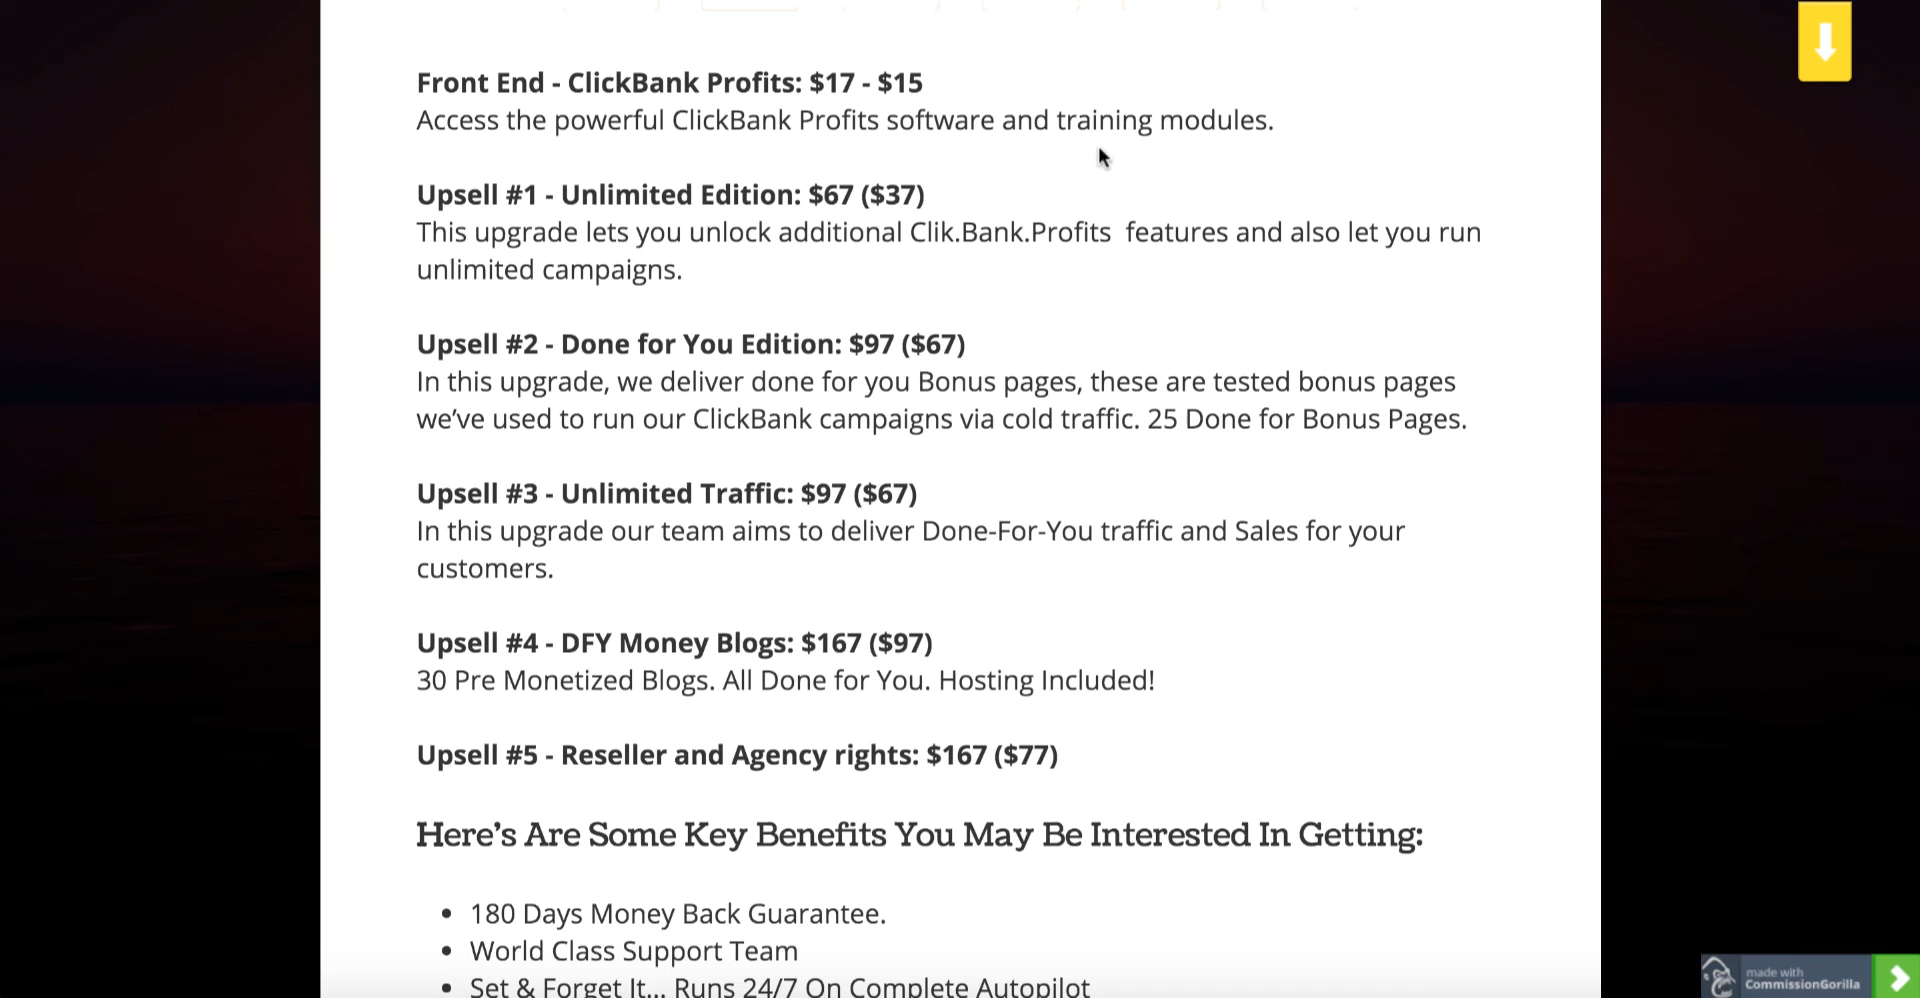 Front End - ClickBank Profits: $17 - $15
Access the powerful ClickBank Profits software and training modules.
Upsell #1 - Unlimited Edition: $67 ($37)
This upgrade lets you unlock additional Clik.Bank.Profits  features and also let you run
unlimited campaigns.
Upsell #2 - Done for You Edition: $97 ($67)
In this upgrade, we deliver done for you Bonus pages, these are tested bonus pages
we’ve used to run our ClickBank campaigns via cold traffic. 25 Done for Bonus Pages.
Upsell #3 - Unlimited Traffic: $97 ($67)
In this upgrade our team aims to deliver Done-For-You traffic and Sales for your
customers.
Upsell #4 - DFY Money Blogs: $167 ($97)
30 Pre Monetized Blogs. All Done for You. Hosting Included!
Upsell #5 - Reseller and Agency rights: $167 ($77)
Here’s Are Some Key Benefits You May Be Interested In Getting:
• 180 Days Money Back Guarantee.
• World Class Support Team
• Set & Forget It... Runs 24/7 On Complete Autopilot
made with
CommissionGorilla